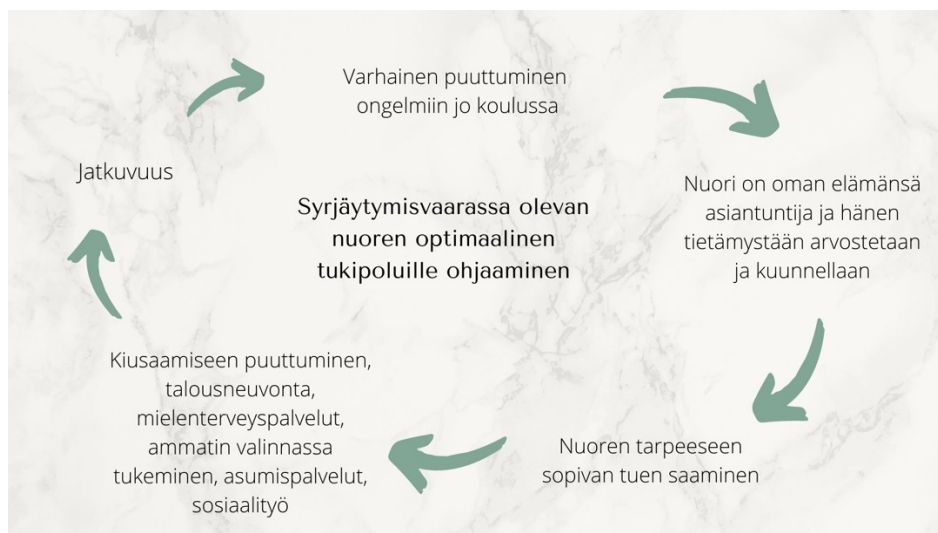 Varhainen puuttuminen
ongelmiin jo koulussa
Jatkuvuus
Nuori on oman elämänsä
asiantuntija ja hänen
tietämystään arvostetaan
ja kuunnellaan
Syrjäytymisvaarassa olevan
nuoren optimaalinen
tukipoluille ohjaaminen
Kiusaamiseen puuttuminen,
talousneuvonta,
mielenterveyspalvelut,
ammatin valinnassa
tukeminen, asumispalvelut,
sosiaalityö
Nuoren tarpeeseen
sopivan tuen saaminen